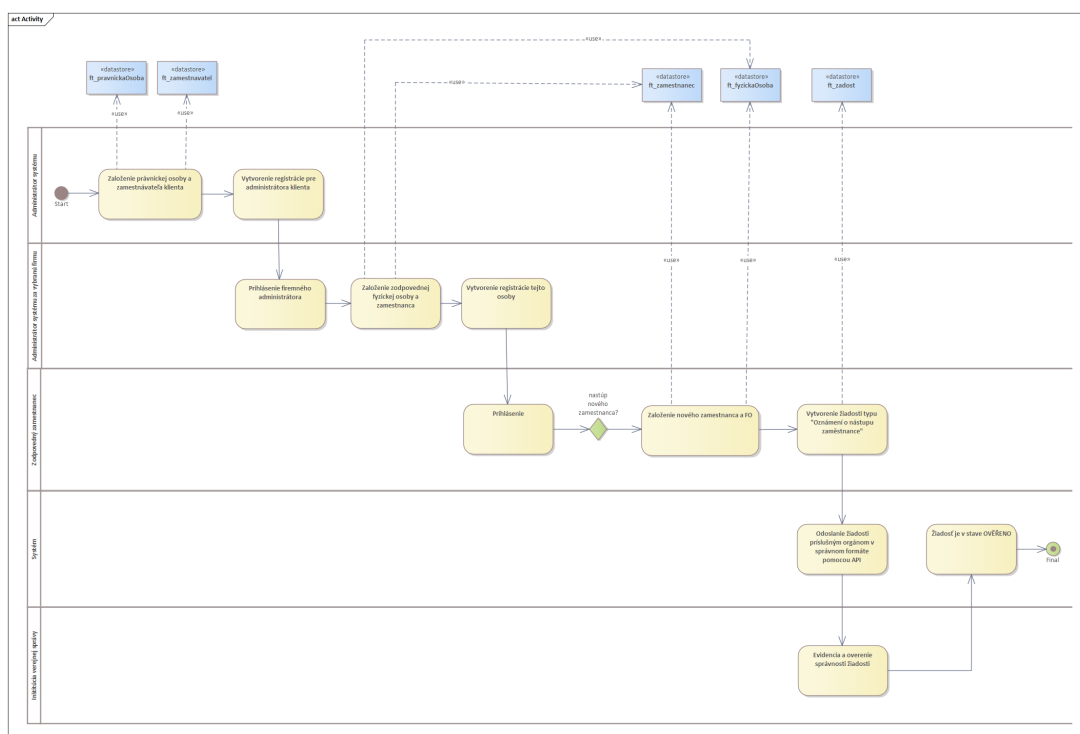 act Activity
«use»
«datastore»
ft_pravnickaOsoba
«datastore»
ft_zamestnavatel
«use»
«datastore»
ft_zamestnanec
«datastore»
ft_fyzickaOsoba
«datastore»
ft_zadost
«use»
«use»
Administrátor systému
Start
Založenie právnickej osoby a
zamestnávateľa klienta
Vytvorenie registrácie pre
administrátora klienta
Administrátor systému za vybranú firmu
«use»
«use»
«use»
Prihlásenie firemného
administrátora
Založenie zodpovednej
fyzickej osoby a
zamestnanca
Vytvorenie registrácie tejto
osoby
Zodpovedný zamestnanec
Prihlásenie
nastúp
nového
zamestnanca?
Založenie nového zamestnanca a FO
Vytvorenie žiadosti typu
"Oznámení o nástupu
zaměstnance"
Systém
Odoslanie žiadosti
príslušným orgánom v
správnom formáte
pomocou API
Žiadosť je v stave OVĚŘENO
Final
Inštitúcia verejnej správy
Evidencia a overenie
správnosti žiadosti